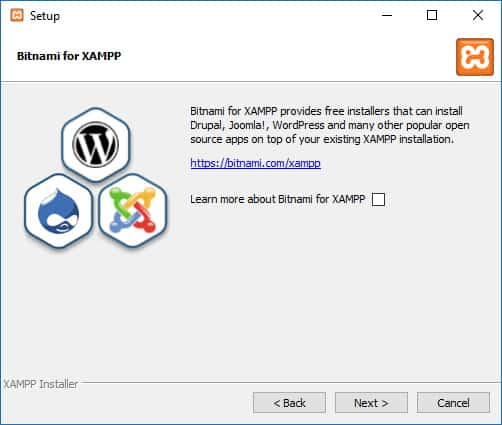 Setup
Bitnami for XAMPP
Bitnami for XAMPP provides free installers that can install
Drupal, Joomla!, WordPress and many other popular open
source apps on top of your existing XAMPP installation.
https://bitnami.com/xampp
Learn more about Bitnami for XAMPP
XAMPP Installer
< Back
Next >
Cancel